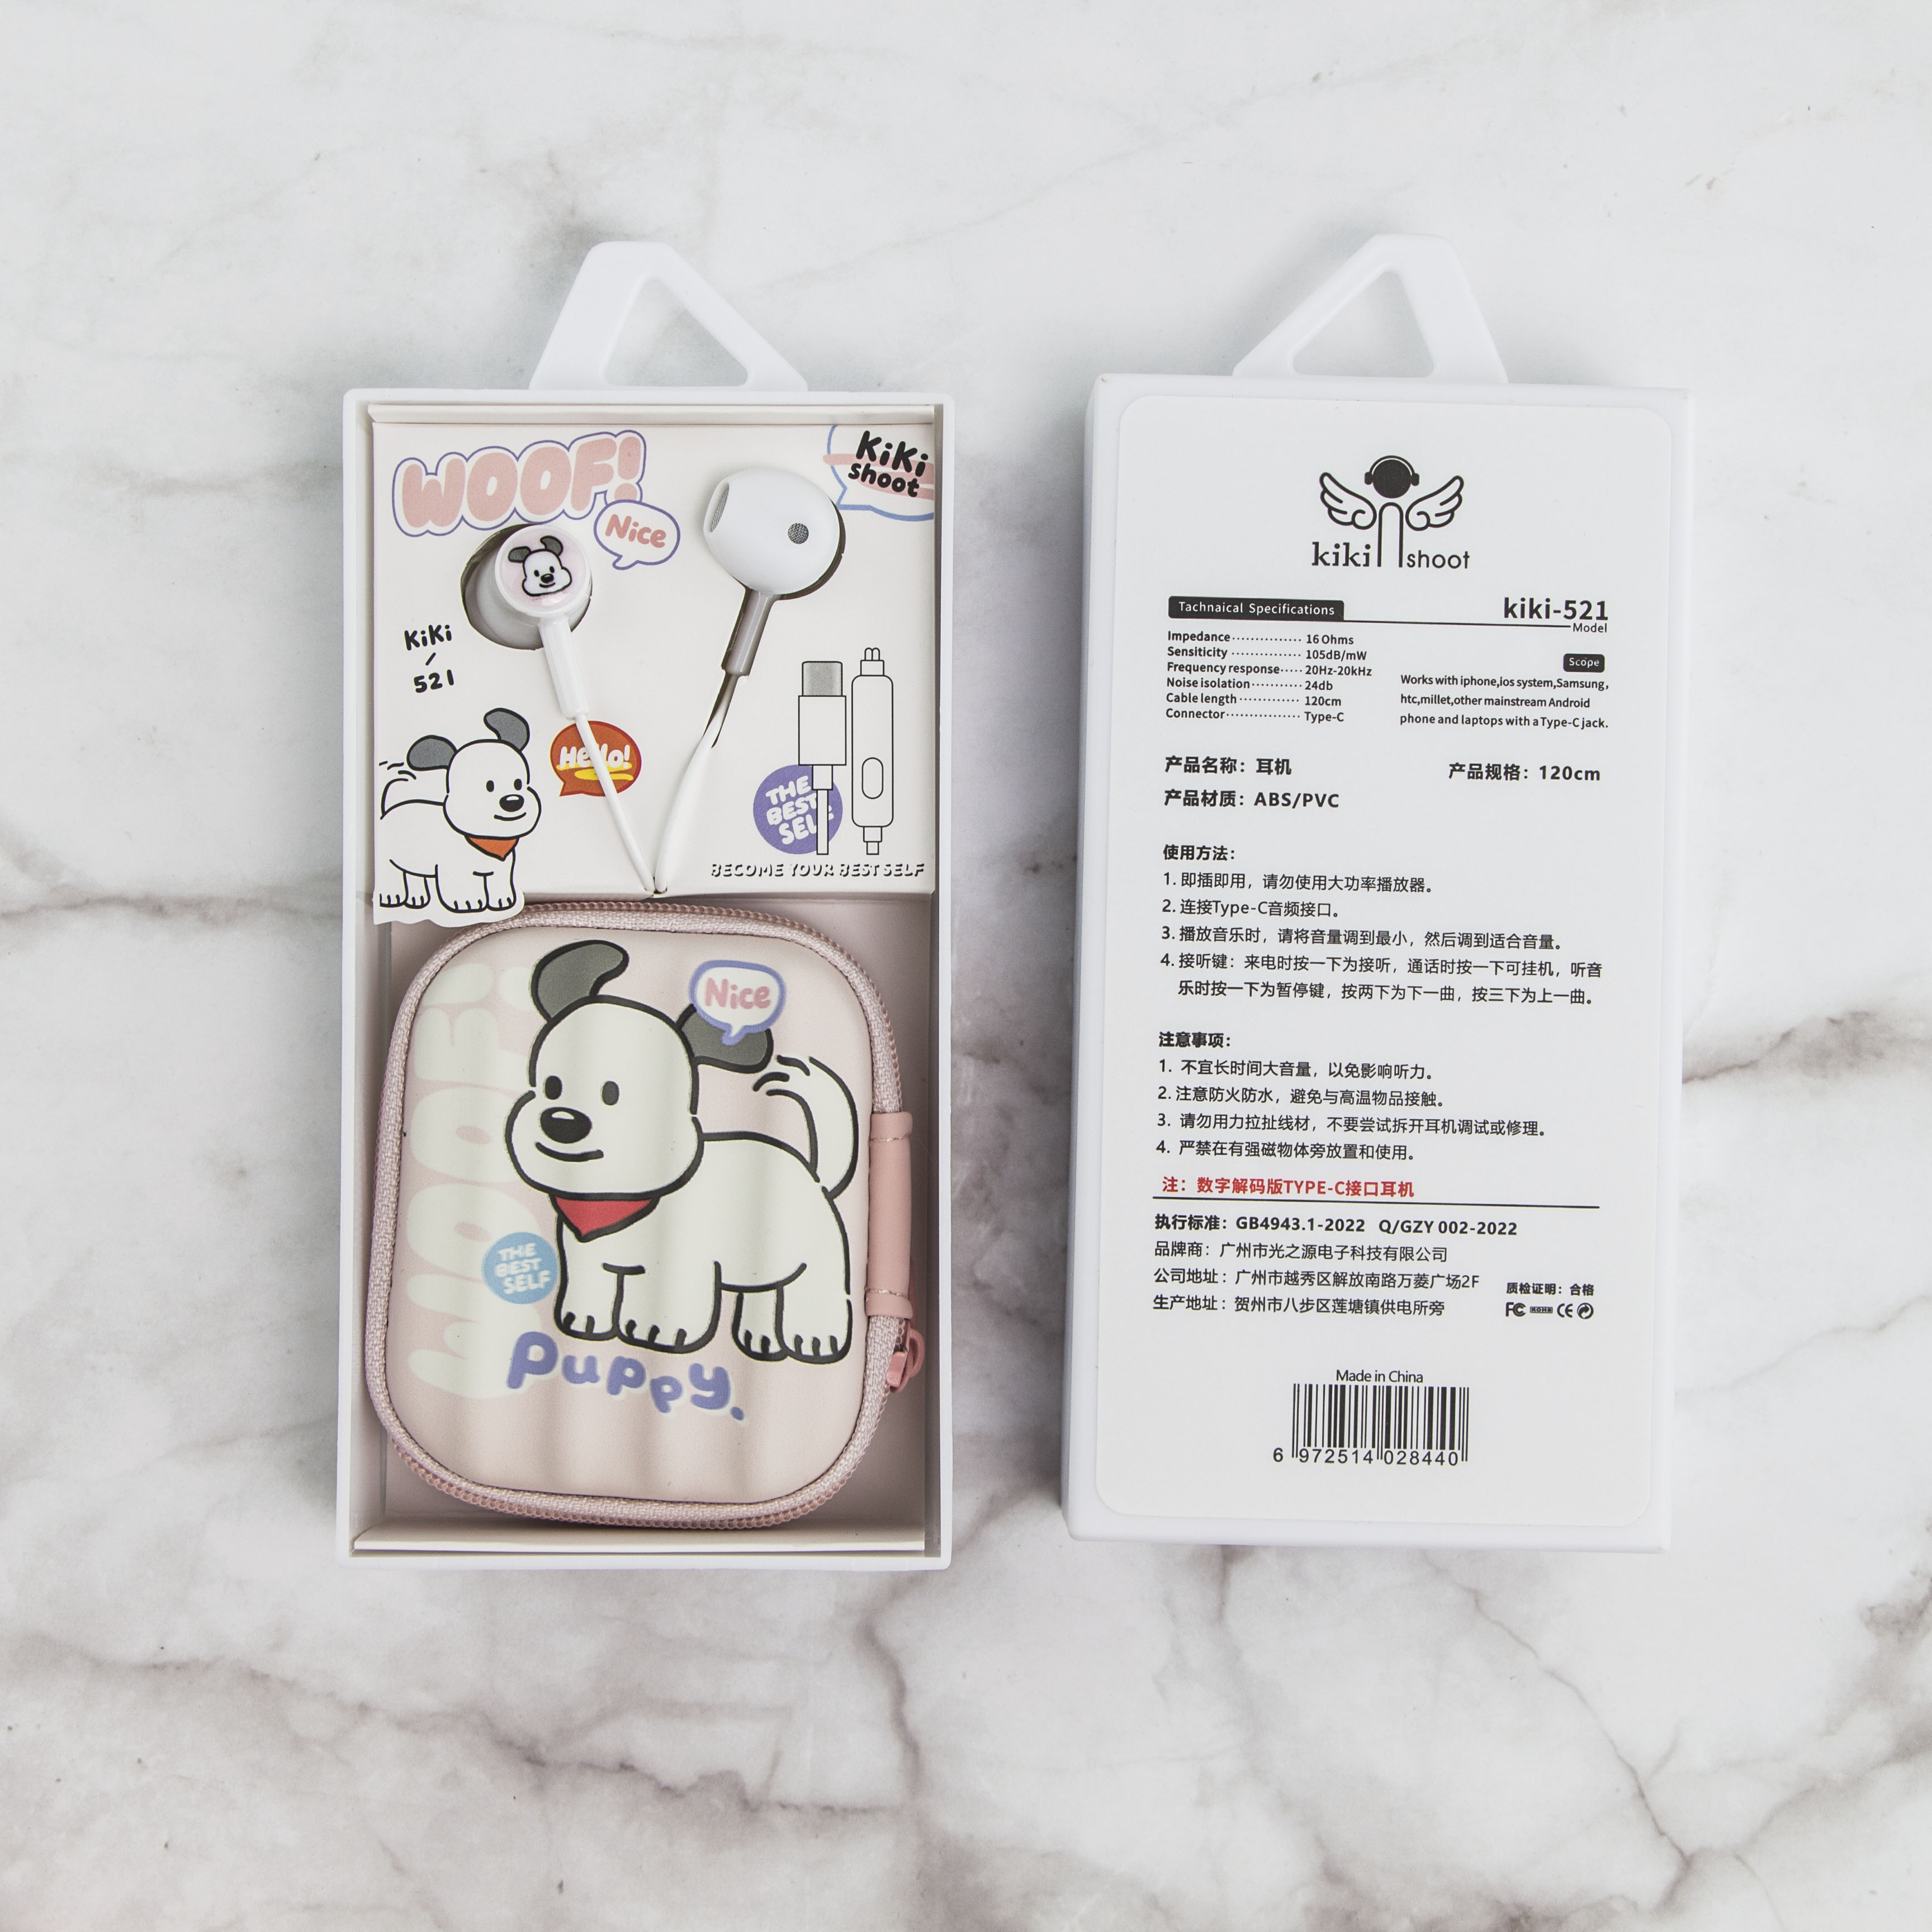 WOOF!
Nice
KiKi
shoot
KiKi
/
521
Hello!
THE
BEST
SELF
BECOME YOUR BEST SELF
WOOF!
Nice
THE
BEST
SELF
Puppy.
kiki shoot
Tachnaical Specifications
kiki-521
Model
Impedance 16 Ohms
Sensitivity 105dB/mW
Frequency response 20Hz-20kHz
Noise isolation 24db
Cable length 120cm
Connector Type-C
Scope
Works with iphone,ios system,Samsung,
htc,millet,other mainstream Android
phone and laptops with a Type-C jack.
产品名称：耳机 产品规格：120cm
产品材质：ABS/PVC
使用方法：
1. 即插即用，请勿使用大功率播放器。
2. 连接Type-C音频接口。
3. 播放音乐时，请将音量调到最小，然后调到适合音量。
4. 接听键：来电时按一下为接听，通话时按一下可挂机，听音
乐时按一下为暂停键，按两下为下一曲，按三下为上一曲。
注意事项：
1. 不宜长时间大音量，以免影响听力。
2. 注意防火防水，避免与高温物品接触。
3. 请勿用力拉扯线材，不要尝试拆开耳机调试或修理。
4. 严禁在有强磁物体旁放置和使用。
注：数字解码版TYPE-C接口耳机
执行标准：GB4943.1-2022 Q/GZY 002-2022
品牌商：广州市光之源电子科技有限公司
公司地址：广州市越秀区解放南路万菱广场2F
生产地址：贺州市八步区莲塘镇供电所旁
质检证明：合格
FC ROHS CE
Made in China
6 972514 028440